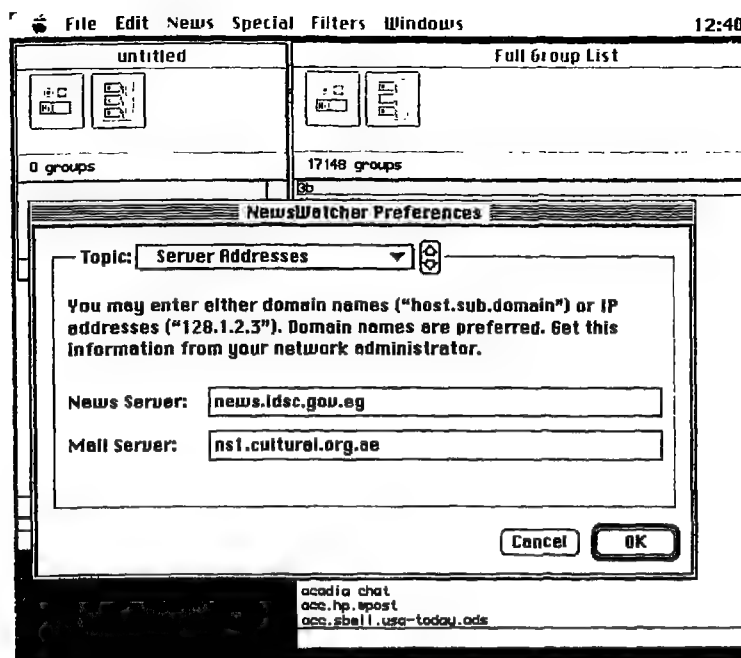 File Edit News Special Filters Windows 12:40
untitled
Full Group List
0 groups
17148 groups
3b
NewsWatcher Preferences
Topic: Server Addresses
You may enter either domain names ("host.sub.domain") or IP
addresses ("128.1.2.3"). Domain names are preferred. Get this
information from your network administrator.
News Server: news.idsc.gov.eg
Mail Server: ns1.cultural.org.ae
Cancel OK
acadia chat
acc.hp.spost
acc.sbell.usa-today.ads